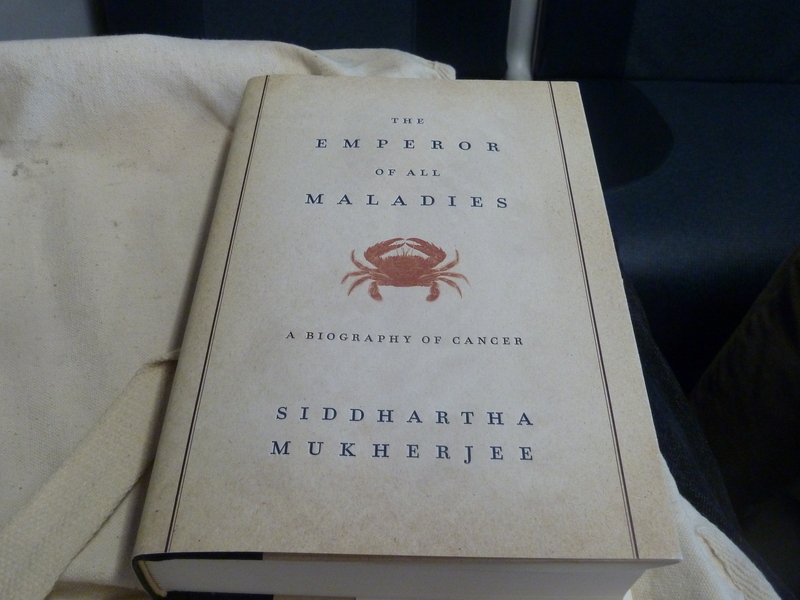 THE
EMPEROR
OF ALL
MALADIES
A BIOGRAPHY OF CANCER
SIDDHARTHA
MUKHERJEE